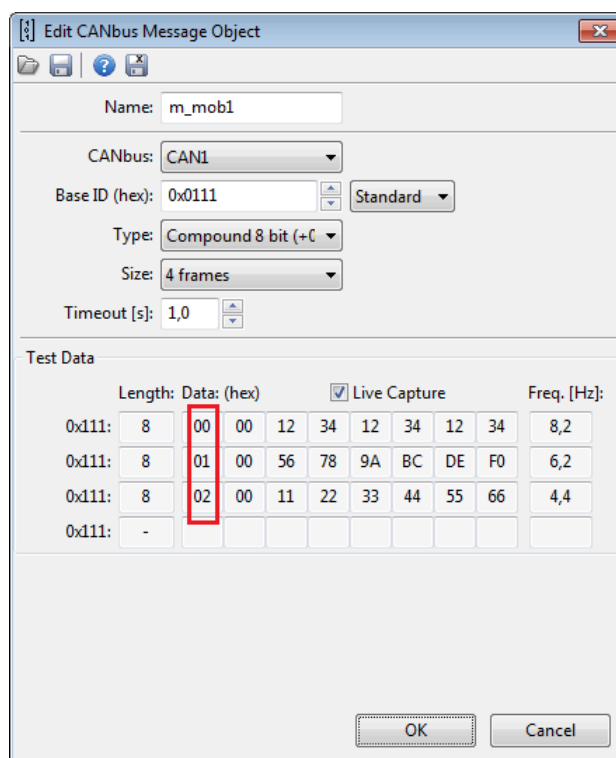 Edit CANbus Message Object
Name: m_mob1
CANbus: CAN1
Base ID (hex): 0x0111 Standard
Type: Compound 8 bit (+0
Size: 4 frames
Timeout [s]: 1,0
Test Data
Length: Data: (hex) Live Capture Freq. [Hz]:
0x111: 8 00 00 12 34 12 34 12 34 8,2
0x111: 8 01 00 56 78 9A BC DE F0 6,2
0x111: 8 02 00 11 22 33 44 55 66 4,4
0x111: -
OK Cancel